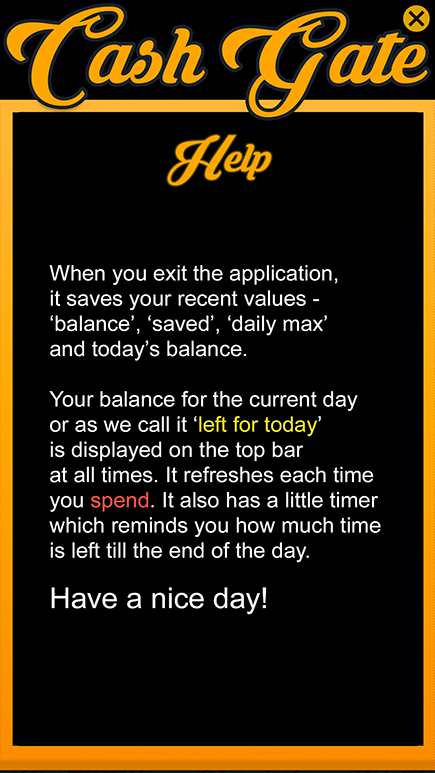 Cash Gate
Help
When you exit the application,
it saves your recent values -
‘balance’, ‘saved’, ‘daily max’
and today’s balance.
Your balance for the current day
or as we call it ‘left for today’
is displayed on the top bar
at all times. It refreshes each time
you spend. It also has a little timer
which reminds you how much time
is left till the end of the day.
Have a nice day!